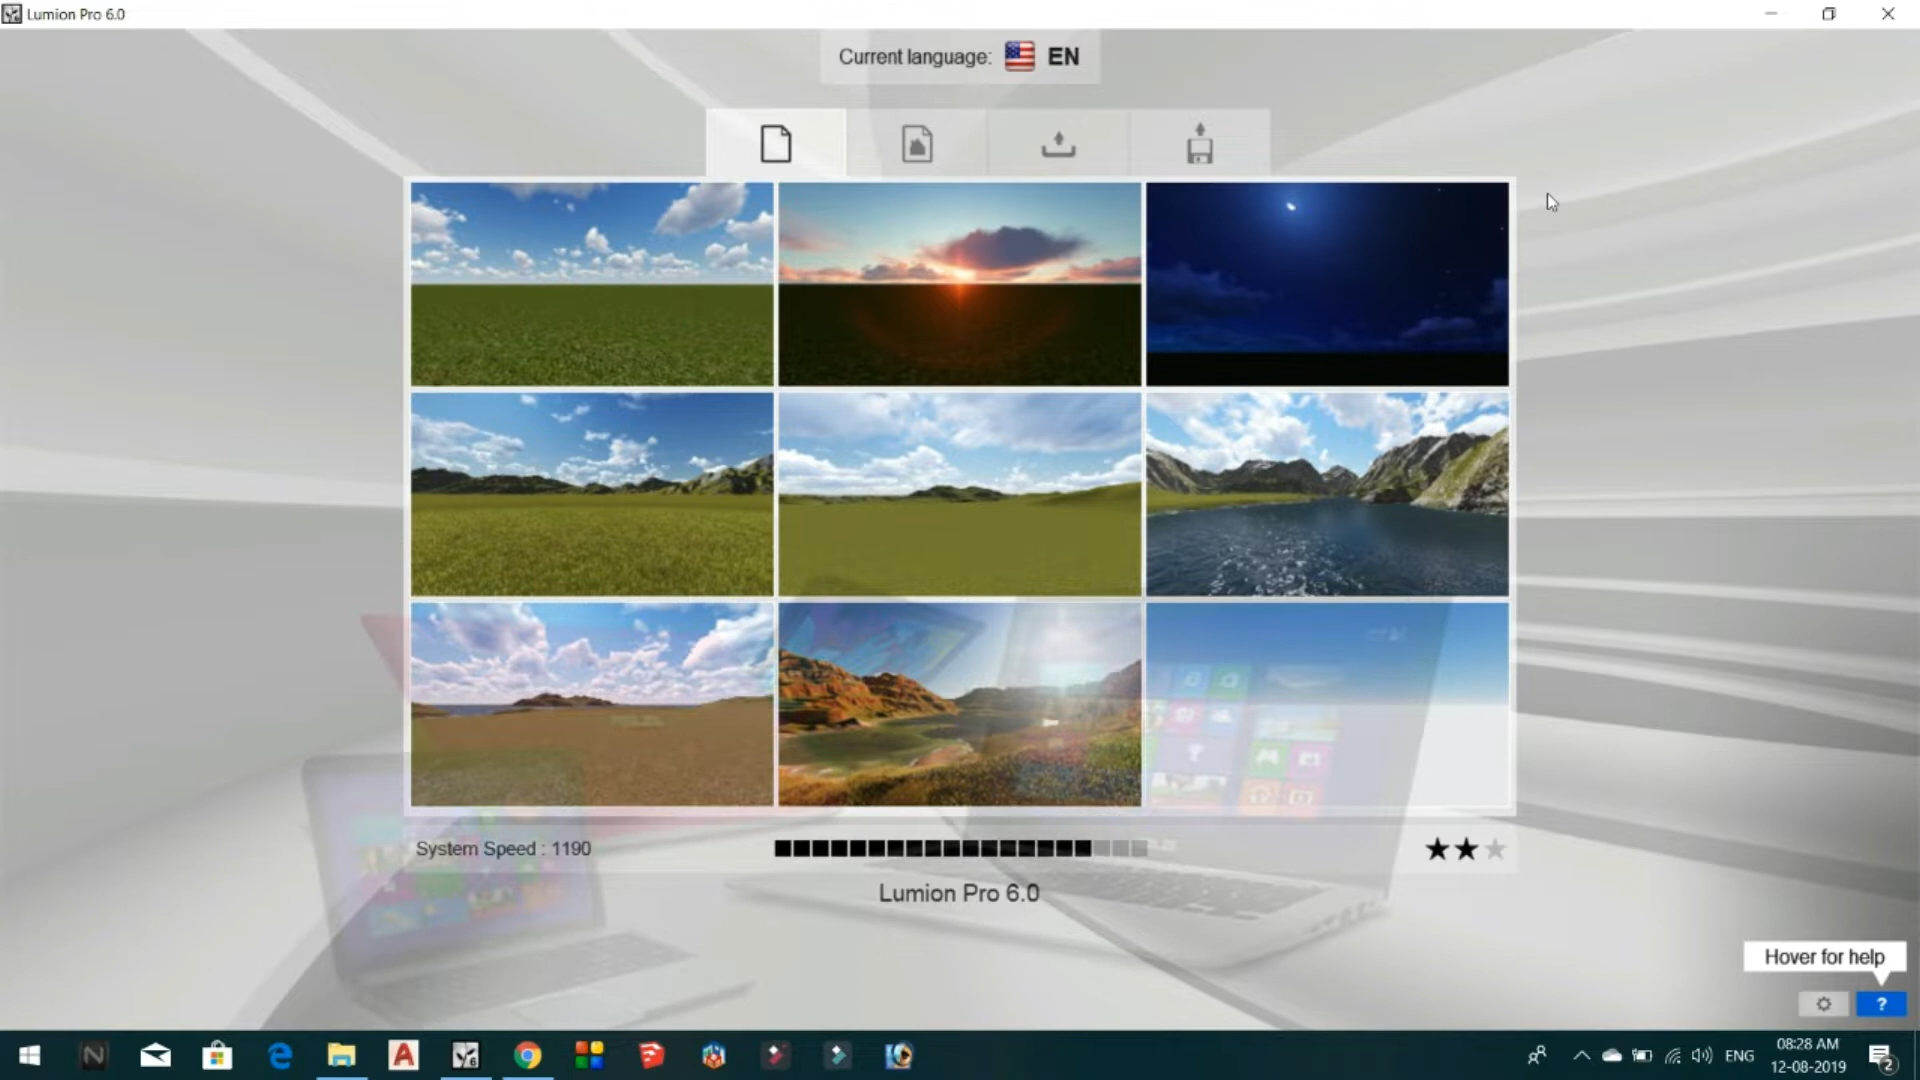 Lumion Pro 6.0
Current language: EN
System Speed : 1190
Lumion Pro 6.0
Hover for help
?
ENG
08:28 AM
12-08-2019
2